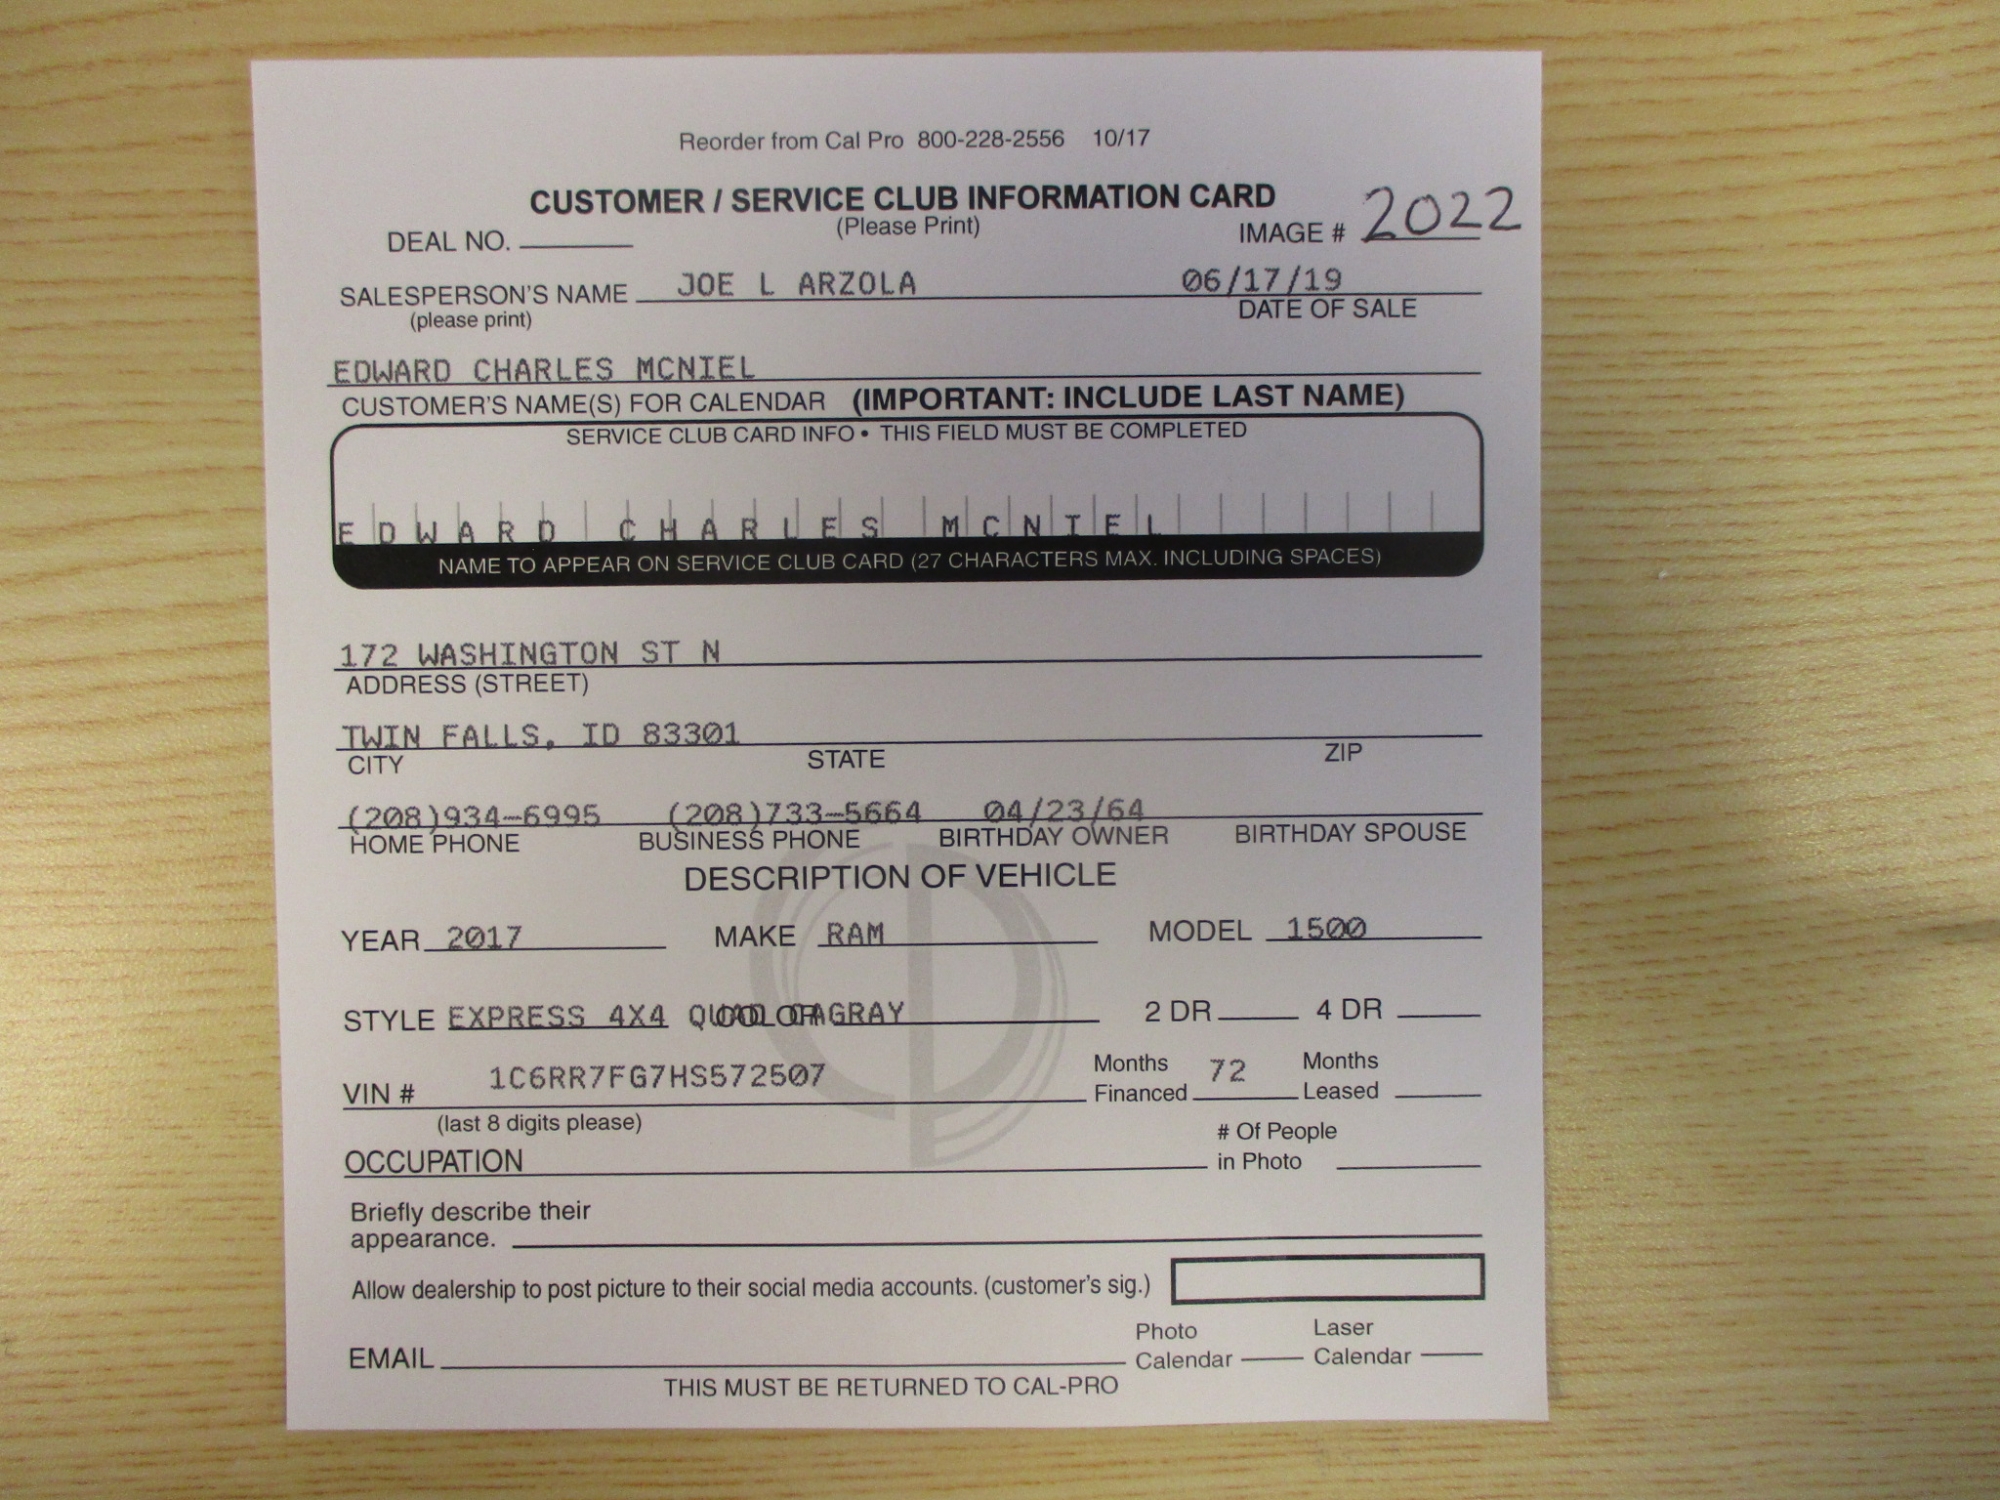 Reorder from Cal Pro 800-228-2556 10/17
CUSTOMER / SERVICE CLUB INFORMATION CARD
(Please Print)
DEAL NO. IMAGE # 2022
SALESPERSON'S NAME JOE L ARZOLA 06/17/19
(please print) DATE OF SALE
EDWARD CHARLES MCNIEL
CUSTOMER'S NAME(S) FOR CALENDAR (IMPORTANT: INCLUDE LAST NAME)
SERVICE CLUB CARD INFO • THIS FIELD MUST BE COMPLETED
EDWARD CHARLES MCNIEL
NAME TO APPEAR ON SERVICE CLUB CARD (27 CHARACTERS MAX. INCLUDING SPACES)
172 WASHINGTON ST N
ADDRESS (STREET)
TWIN FALLS, ID 83301
CITY STATE ZIP
(208)934-6995 (208)733-5664 04/23/64
HOME PHONE BUSINESS PHONE BIRTHDAY OWNER BIRTHDAY SPOUSE
DESCRIPTION OF VEHICLE
YEAR 2017 MAKE RAM MODEL 1500
STYLE EXPRESS 4X4 QUAD COLOR GRAY 2 DR 4 DR
VIN # 1C6RR7FG7HS572507 Months Financed 72 Months Leased
(last 8 digits please)
OCCUPATION # Of People in Photo
Briefly describe their
appearance.
Allow dealership to post picture to their social media accounts. (customer's sig.)
EMAIL Photo Calendar Laser Calendar
THIS MUST BE RETURNED TO CAL-PRO